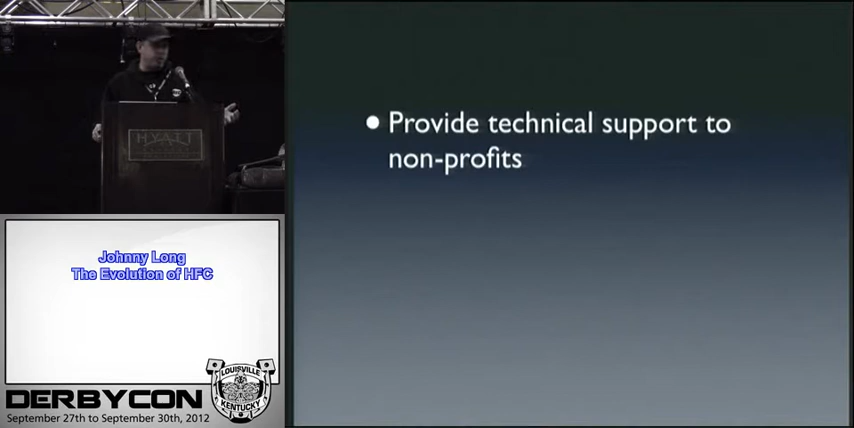 HYATT
● Provide technical support to
non-profits
Johnny Long
The Evolution of HFC
LOUISVILLE
KENTUCKY
DERBYCON
September 27th to September 30th, 2012